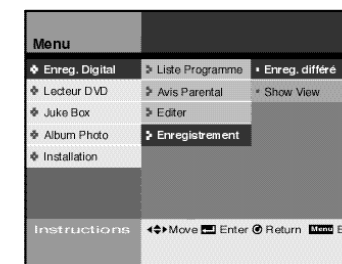 Menu
Enreg. Digital
Liste Programme
Enreg. différé
Lecteur DVD
Avis Parental
Show View
Juke Box
Editer
Album Photo
Enregistrement
Installation
Instructions
Move Enter Return Menu E